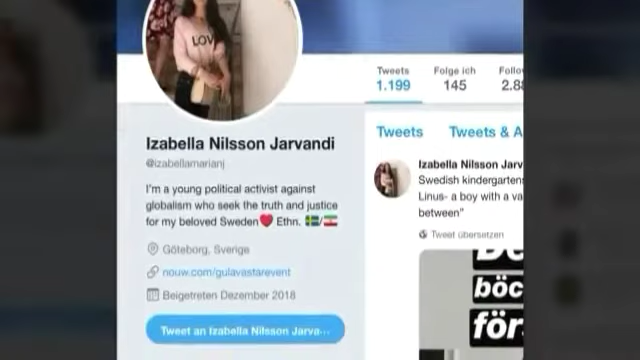 LOV
Tweets
Folge ich
1.199
145
2.88
Tweets
Tweets & A
Izabella Nilsson Jarvandi
@izabellamarianj
I'm a young political activist against
globalism who seek the truth and justice
for my beloved Sweden❤️ Ethn. 🇸🇪/🇮🇷
Göteborg, Sverige
nouw.com/gulavastarevent
Beigetreten Dezember 2018
Tweet an Izabella Nilsson Jarva...
Izabella Nilsson Jarv
Swedish kindergartens
Linus- a boy with a va
between"
Tweet übersetzen
böc
för